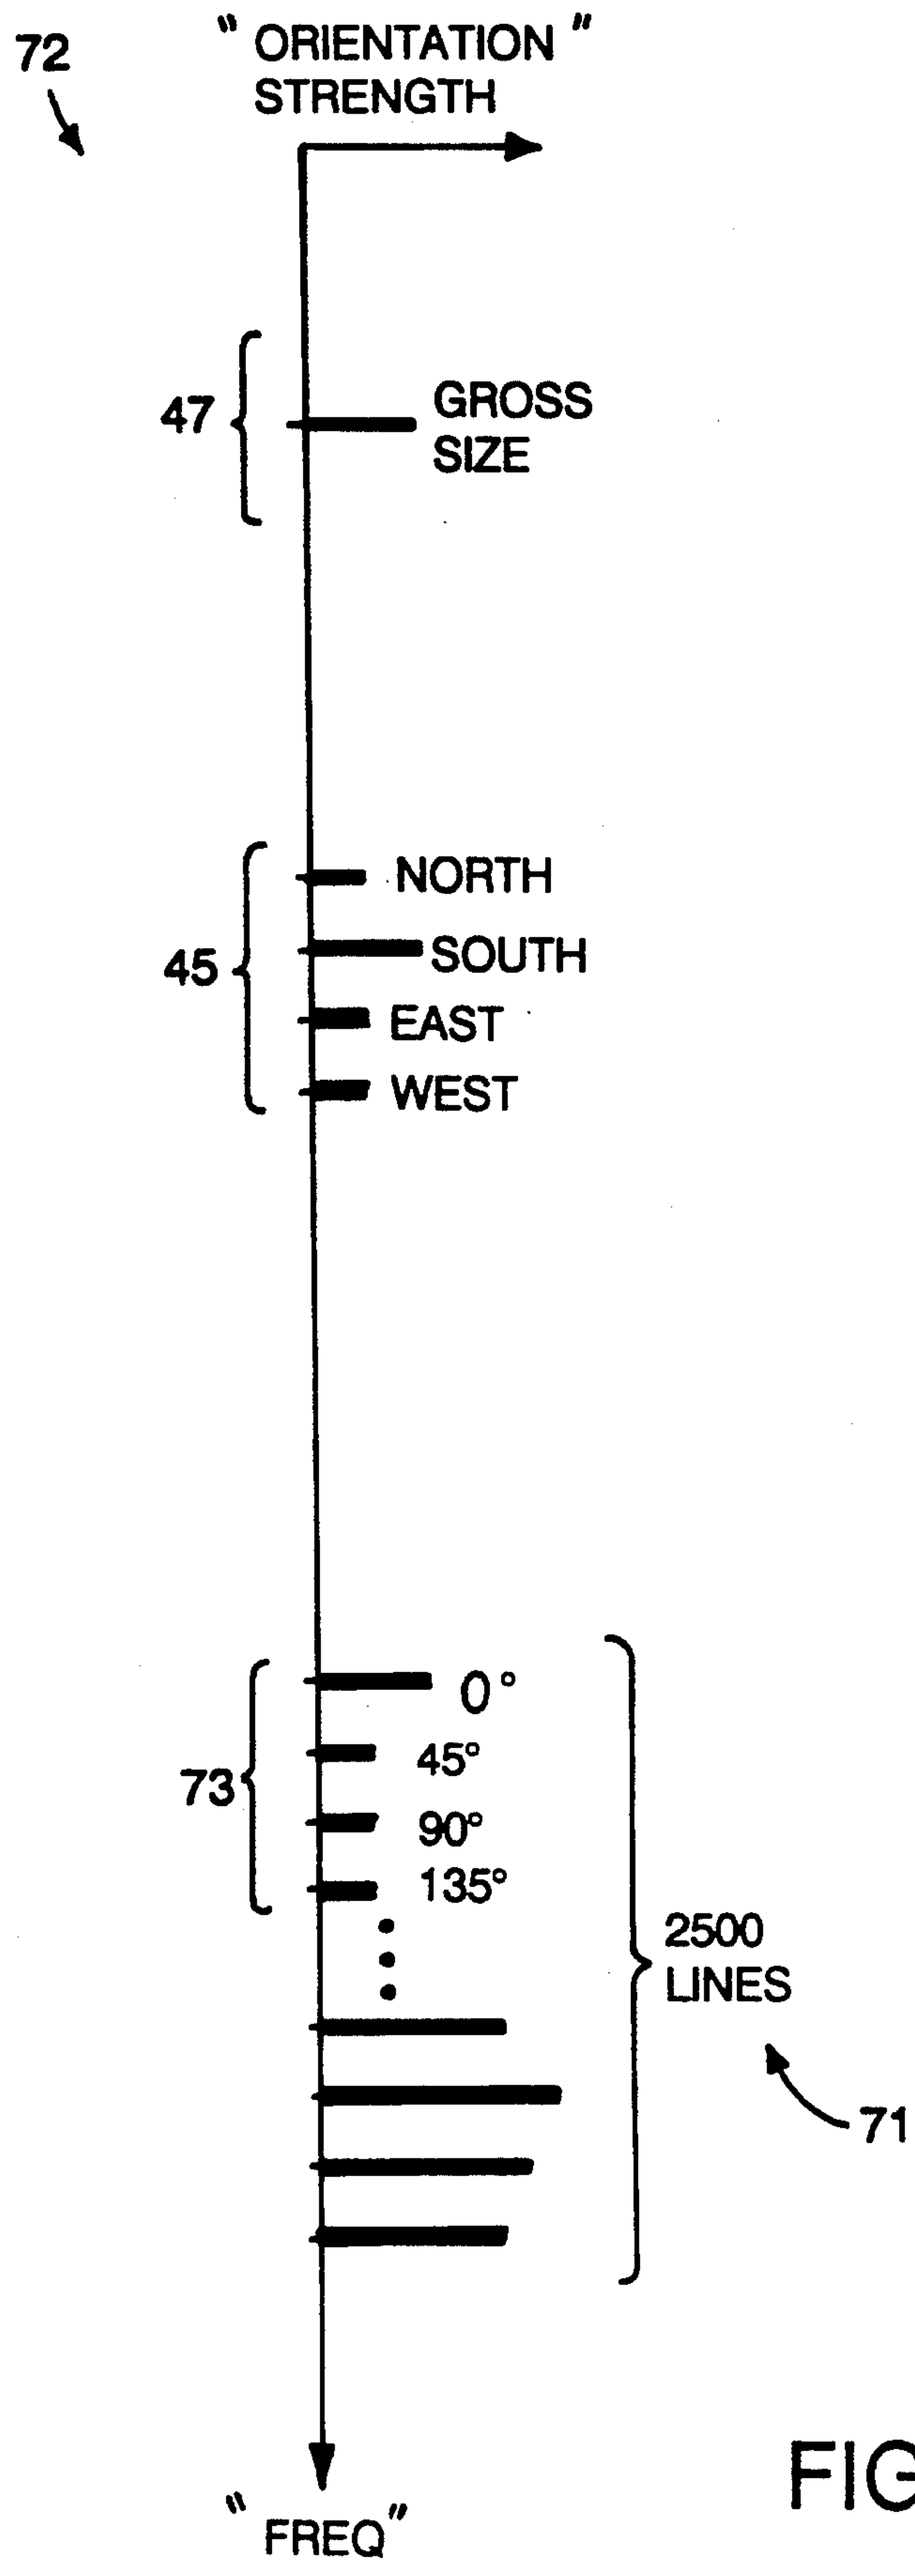 72
" ORIENTATION "
STRENGTH
47
GROSS
SIZE
45
NORTH
SOUTH
EAST
WEST
73
0°
45°
90°
135°
2500
LINES
71
FIG
" FREQ "